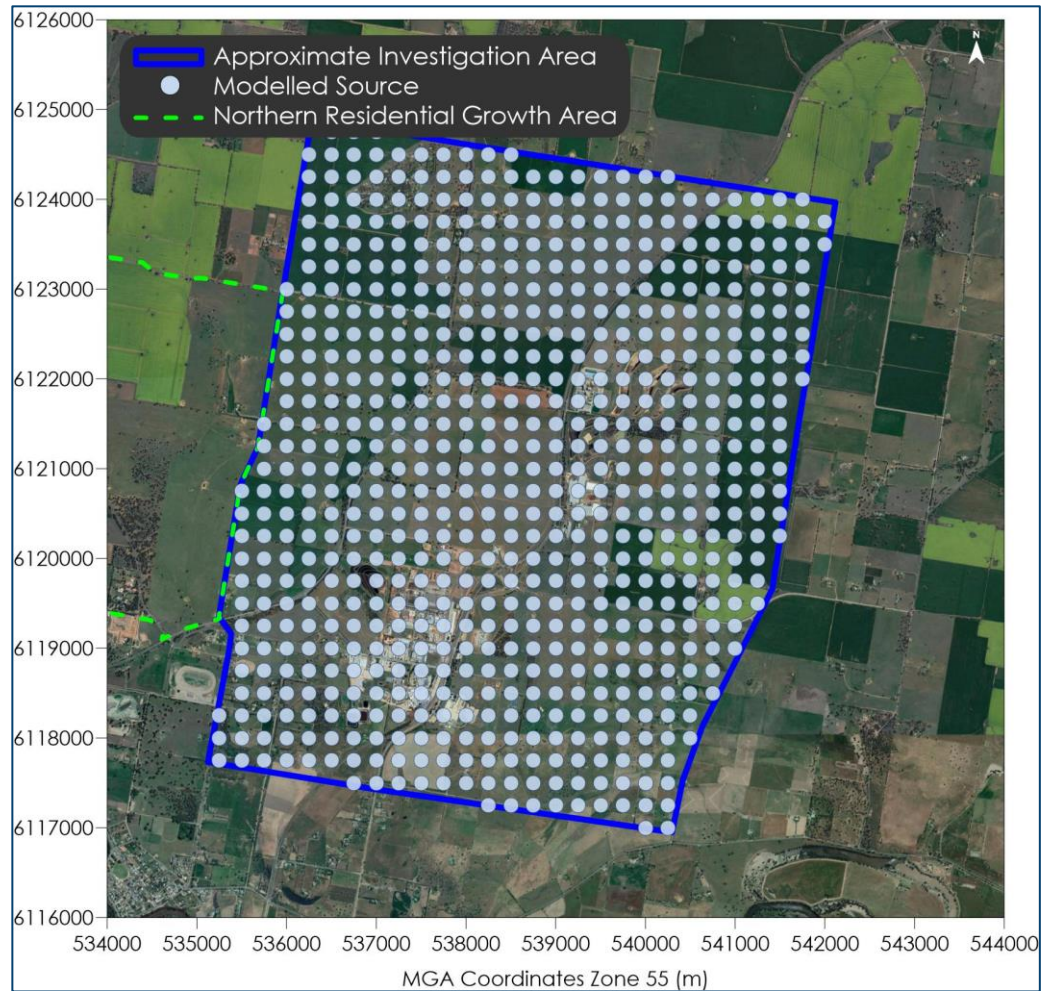 6126000
6125000
6124000
6123000
6122000
6121000
6120000
6119000
6118000
6117000
6116000
Approximate Investigation Area
Modelled Source
Northern Residential Growth Area
N
534000 535000 536000 537000 538000 539000 540000 541000 542000 543000 544000
MGA Coordinates Zone 55 (m)